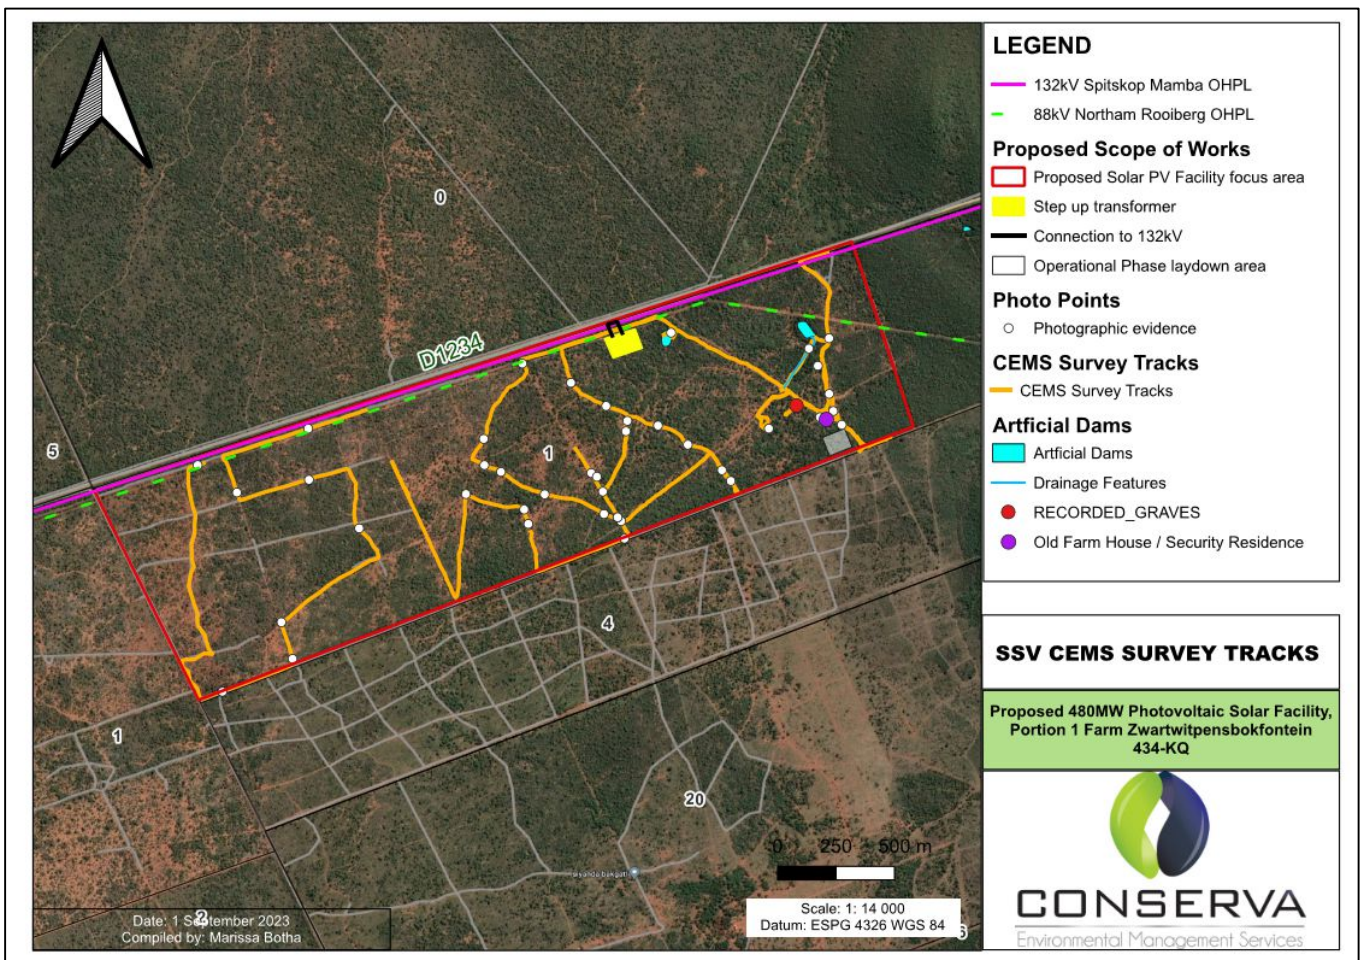 0
D1234
5
1
4
1
20
siyanda bakgatla
2
6
0 250 500 m
Scale: 1: 14 000
Datum: ESPG 4326 WGS 84
Date: 1 September 2023
Compiled by: Marissa Botha
LEGEND
132kV Spitskop Mamba OHPL
88kV Northam Rooiberg OHPL
Proposed Scope of Works
Proposed Solar PV Facility focus area
Step up transformer
Connection to 132kV
Operational Phase laydown area
Photo Points
Photographic evidence
CEMS Survey Tracks
CEMS Survey Tracks
Artficial Dams
Artficial Dams
Drainage Features
RECORDED_GRAVES
Old Farm House / Security Residence
SSV CEMS SURVEY TRACKS
Proposed 480MW Photovoltaic Solar Facility,
Portion 1 Farm Zwartwitpensbokfontein
434-KQ
CONSERVA
Environmental Management Services